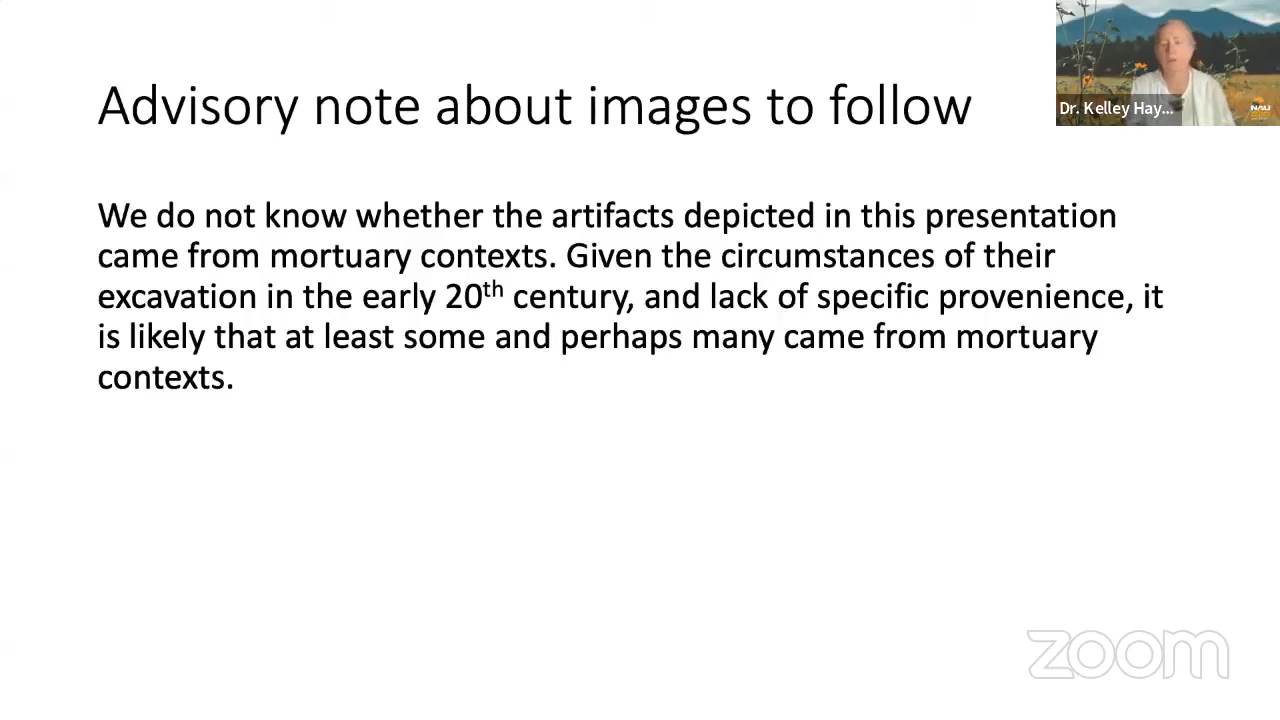 Advisory note about images to follow
Dr. Kelley Hay...
NAU
We do not know whether the artifacts depicted in this presentation
came from mortuary contexts. Given the circumstances of their
excavation in the early 20th century, and lack of specific provenience, it
is likely that at least some and perhaps many came from mortuary
contexts.
zoom